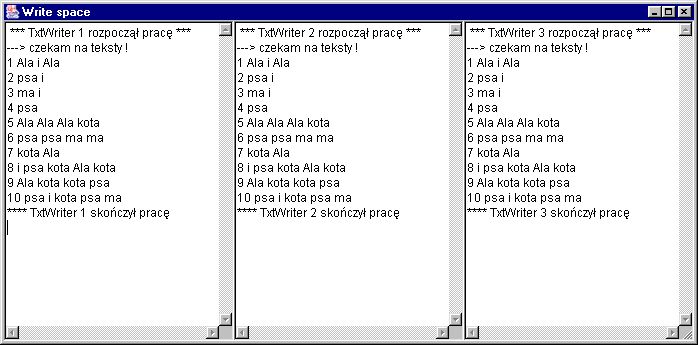 Write space
*** TxtWriter 1 rozpoczął pracę ***
---> czekam na teksty !
1 Ala i Ala
2 psa i
3 ma i
4 psa
5 Ala Ala Ala kota
6 psa psa ma ma
7 kota Ala
8 i psa kota Ala kota
9 Ala kota kota psa
10 psa i kota psa ma
**** TxtWriter 1 skończył pracę
*** TxtWriter 2 rozpoczął pracę ***
---> czekam na teksty !
1 Ala i Ala
2 psa i
3 ma i
4 psa
5 Ala Ala Ala kota
6 psa psa ma ma
7 kota Ala
8 i psa kota Ala kota
9 Ala kota kota psa
10 psa i kota psa ma
**** TxtWriter 2 skończył pracę
*** TxtWriter 3 rozpoczął pracę ***
---> czekam na teksty !
1 Ala i Ala
2 psa i
3 ma i
4 psa
5 Ala Ala Ala kota
6 psa psa ma ma
7 kota Ala
8 i psa kota Ala kota
9 Ala kota kota psa
10 psa i kota psa ma
**** TxtWriter 3 skończył pracę